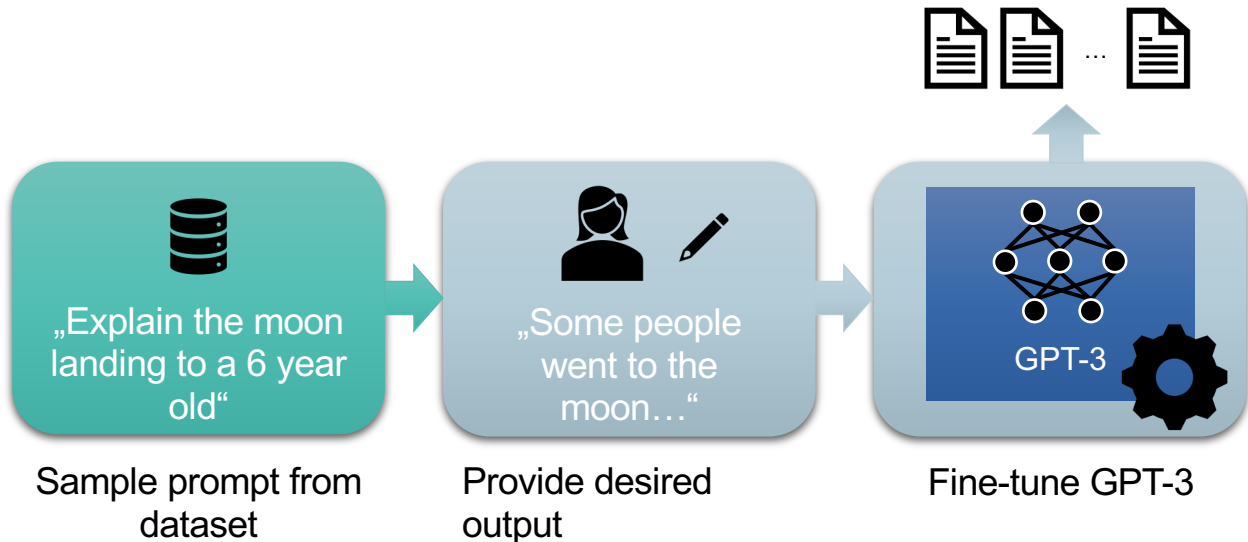 ...
„Explain the moon
landing to a 6 year
old“
„Some people
went to the
moon…“
GPT-3
Sample prompt from
dataset
Provide desired
output
Fine-tune GPT-3